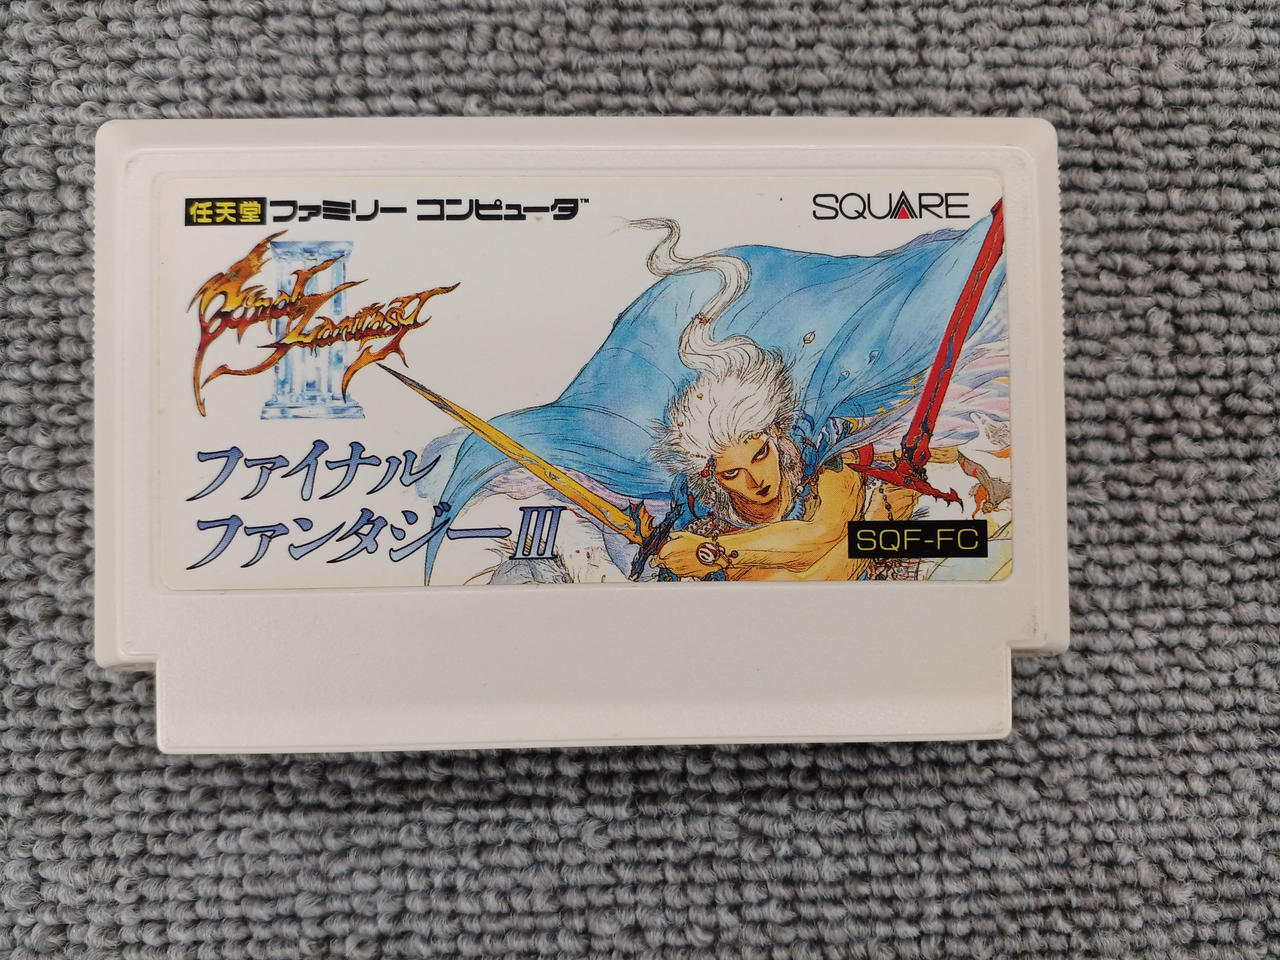 任天堂 ファミリー コンピュータ™
SQUARE
Final Fantasy
III
ファイナル
ファンタジーIII
SQF-FC